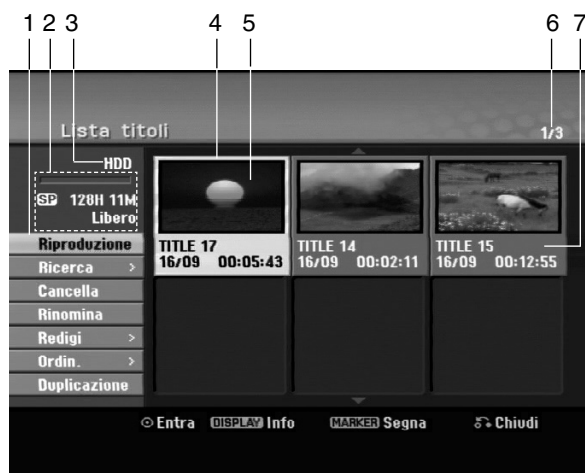 1 2 3 4 5 6 7
Lista titoli
1/3
HDD
SP 128H 11M
Libero
Riproduzione
Ricerca >
Cancella
Rinomina
Redigi >
Ordin. >
Duplicazione
TITLE 17
16/09 00:05:43
TITLE 14
16/09 00:02:11
TITLE 15
16/09 00:12:55
Entra DISPLAY Info MARKER Segna Chiudi